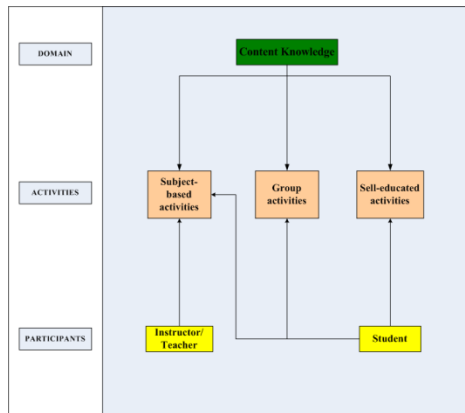 DOMAIN
Content Knowledge
ACTIVITIES
Subject-
based
activities
Group
activities
Sell-educated
activities
PARTICIPANTS
Instructor/
Teacher
Student